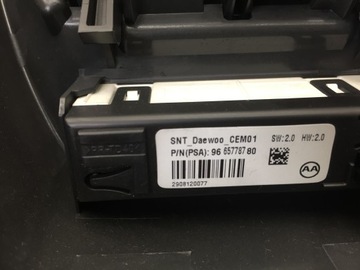 SNT_Daewoo_CEM01 SW:2.0 HW:2.0
P/N(PSA): 96 657787 80
AA
2908120077